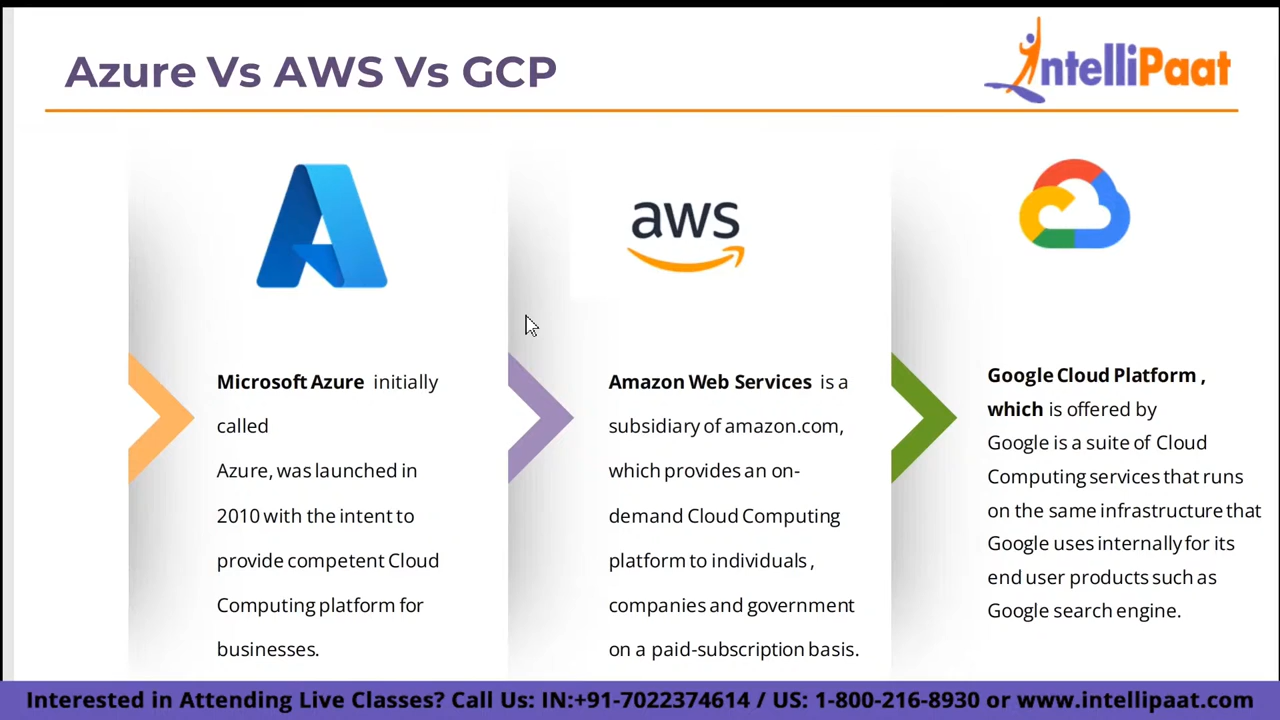 Azure Vs AWS Vs GCP
IntelliPaat
aws
Microsoft Azure initially
called
Azure, was launched in
2010 with the intent to
provide competent Cloud
Computing platform for
businesses.
Amazon Web Services is a
subsidiary of amazon.com,
which provides an on-
demand Cloud Computing
platform to individuals ,
companies and government
on a paid-subscription basis.
Google Cloud Platform ,
which is offered by
Google is a suite of Cloud
Computing services that runs
on the same infrastructure that
Google uses internally for its
end user products such as
Google search engine.
Interested in Attending Live Classes? Call Us: IN:+91-7022374614 / US: 1-800-216-8930 or www.intellipaat.com